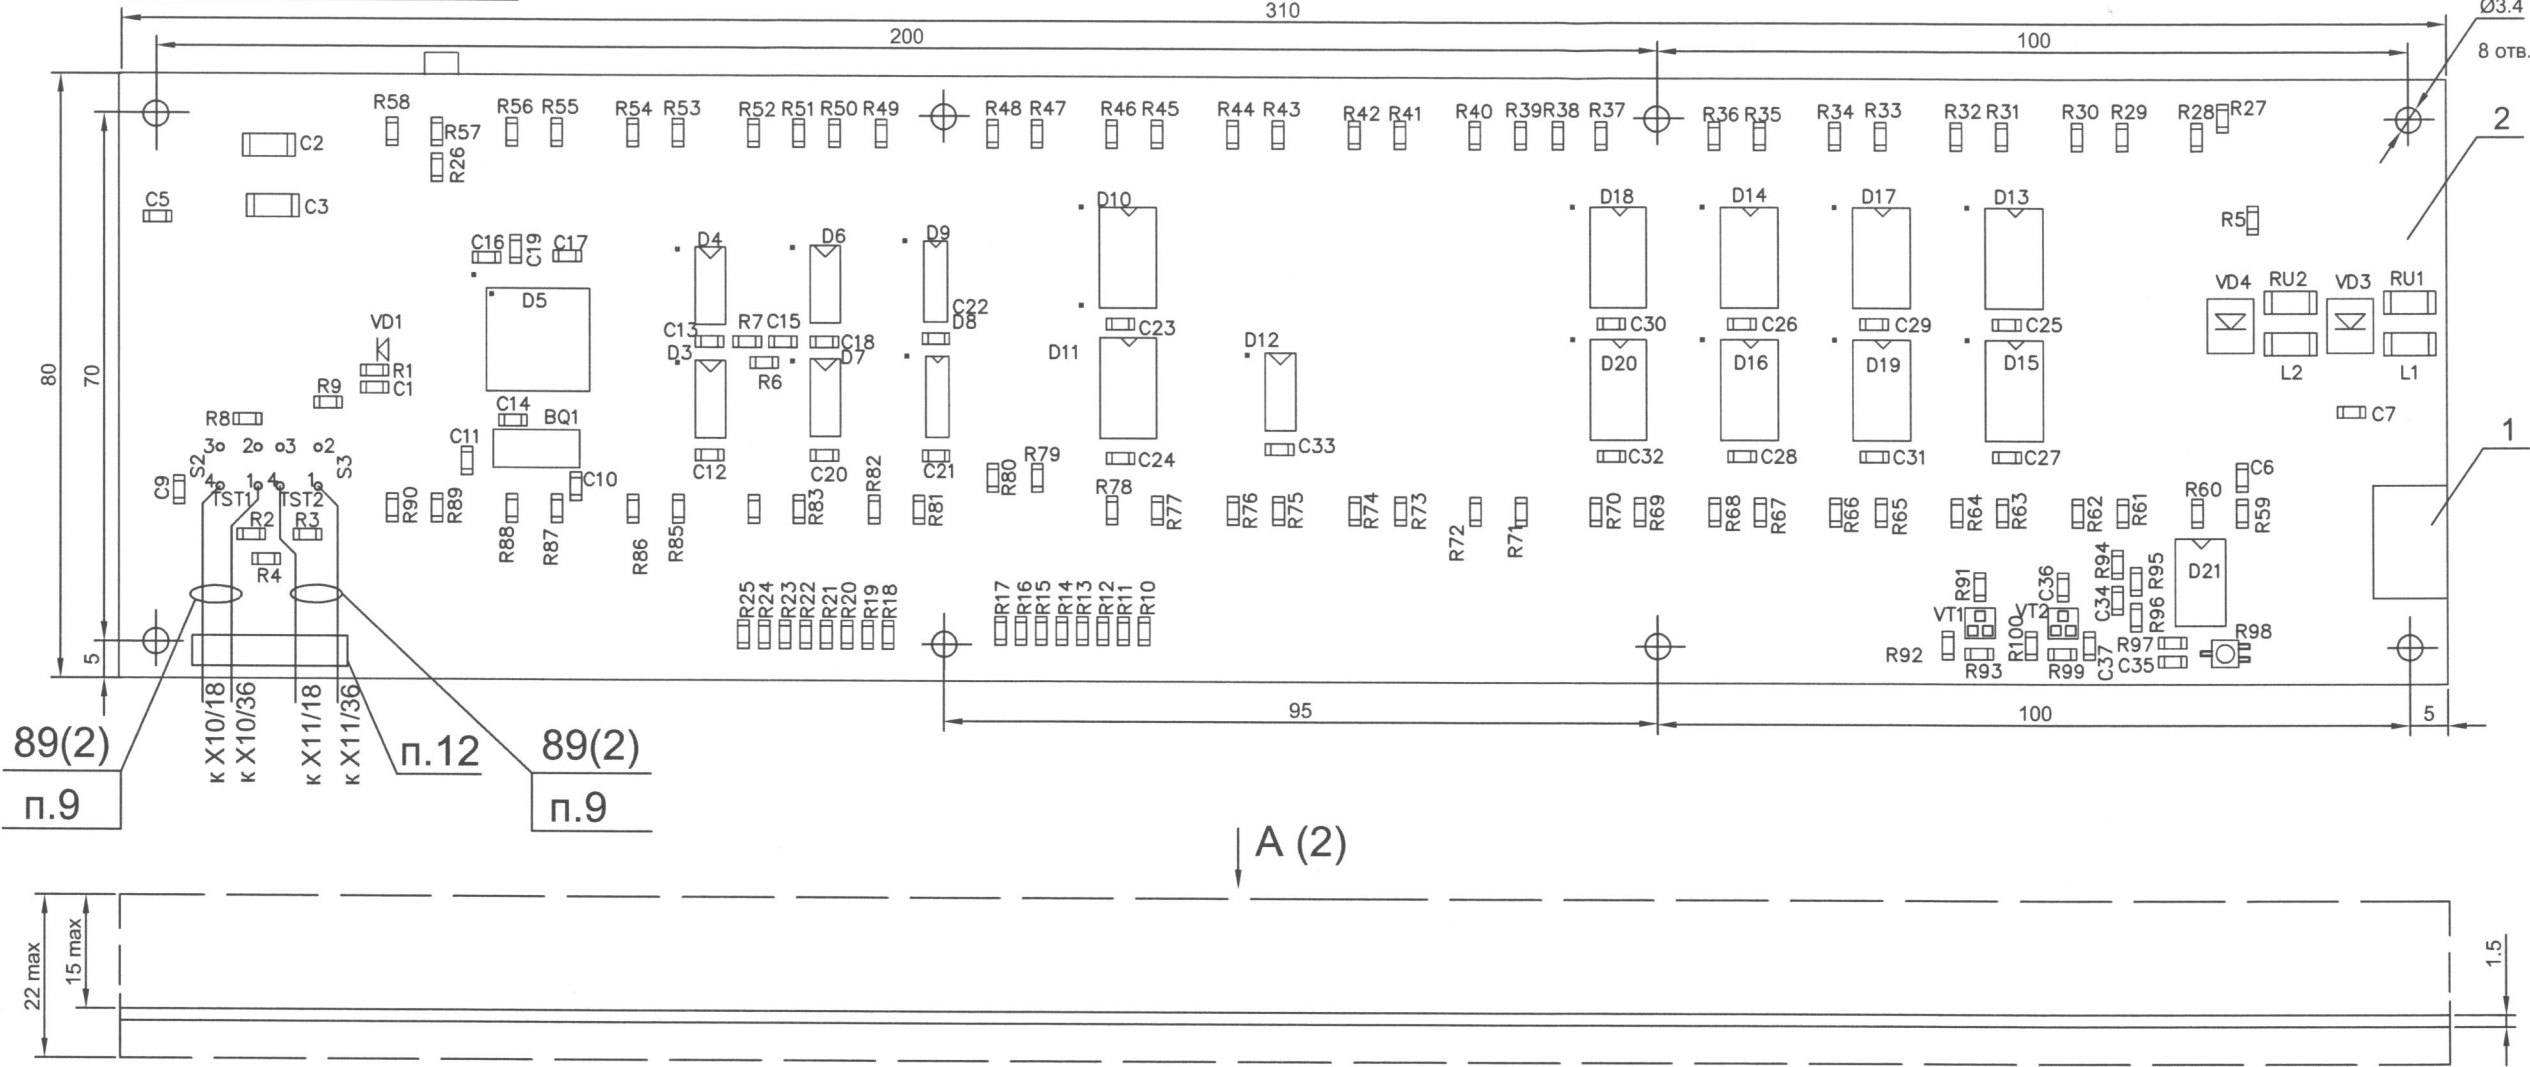 310
Ø3.4
200
100
8 отв.
R58 R57 R56 R55 R54 R53 R52 R51 R50 R49 R48 R47 R46 R45 R44 R43 R42 R41 R40 R39 R38 R37 R36 R35 R34 R33 R32 R31 R30 R29 R28 R27
2
C2 R26
C5 C3
D10 D18 D14 D17 D13
R5
C16 C19 C17 D4 D6 D9
80 70
D5
VD4 RU2 VD3 RU1
VD1
C13 R7 C15 C18 C22 D8 C23 C30 C26 C29 C25
D3 D7 D11 D12 D20 D16 D19 D15
R1 R6
L2 L1
R9 C1
R8 C14 BQ1 C7
3 2 3 2
C11 C33
1
S2 S3
C12 C20 C21 R80 R79 C24 C32 C28 C31 C27
4 1 4 1
C9 C10 R82 C6
TST1 TST2
R78 R60
R2 R3 R90 R89 R88 R87 R86 R85 R83 R81 R77 R76 R75 R74 R73 R72 R71 R70 R69 R68 R67 R66 R65 R64 R63 R62 R61 R59
R4
R25 R24 R23 R22 R21 R20 R19 R18 R17 R16 R15 R14 R13 R12 R11 R10
R91 C36 R94 R95 D21
VT1 VT2 C34 R96
5
R92 R93 R100 R99 C37 R97 C35 R98
к X10/18
к X10/36
к X11/18
к X11/36
95
100
5
89(2)
п.9
п.12
89(2)
п.9
А (2)
22 max
15 max
1.5